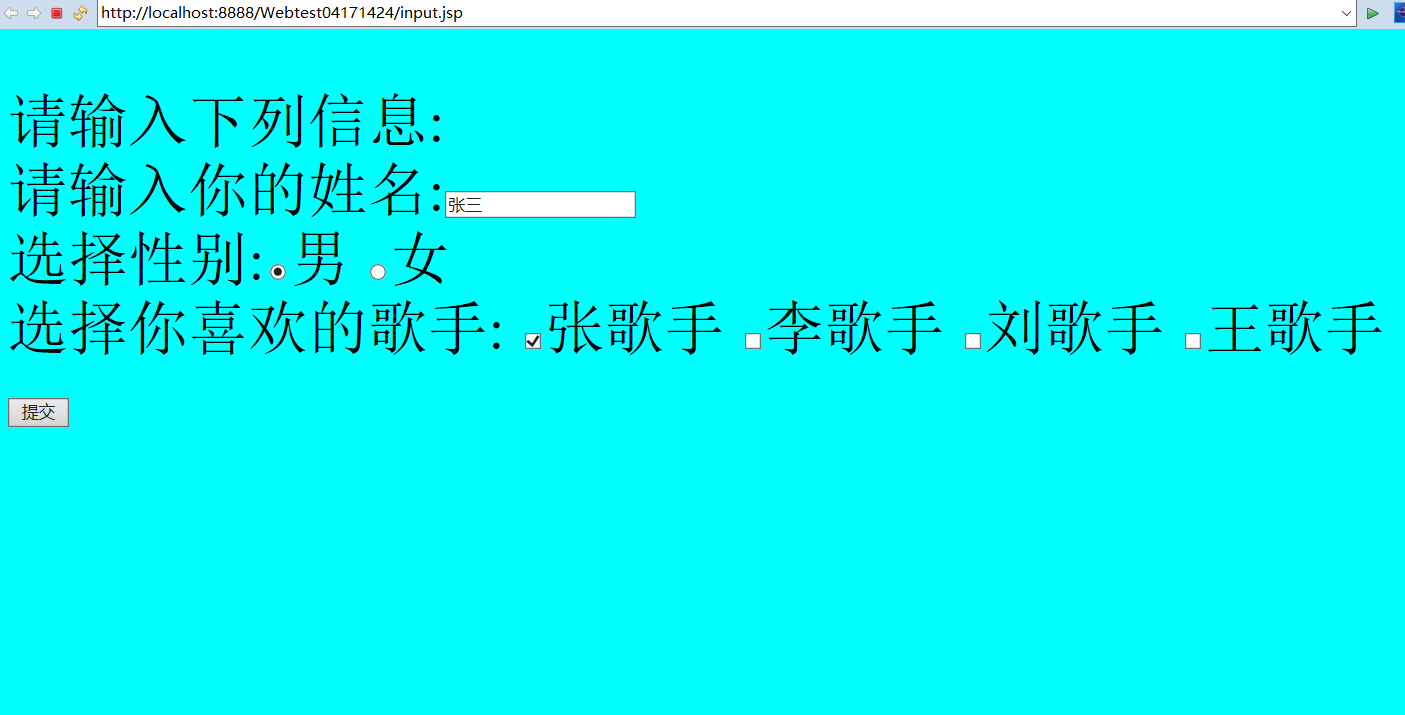 http://localhost:8888/Webtest04171424/input.jsp
请输入下列信息:
请输入你的姓名:张三
选择性别:男 女
选择你喜欢的歌手: 张歌手 李歌手 刘歌手 王歌手
提交